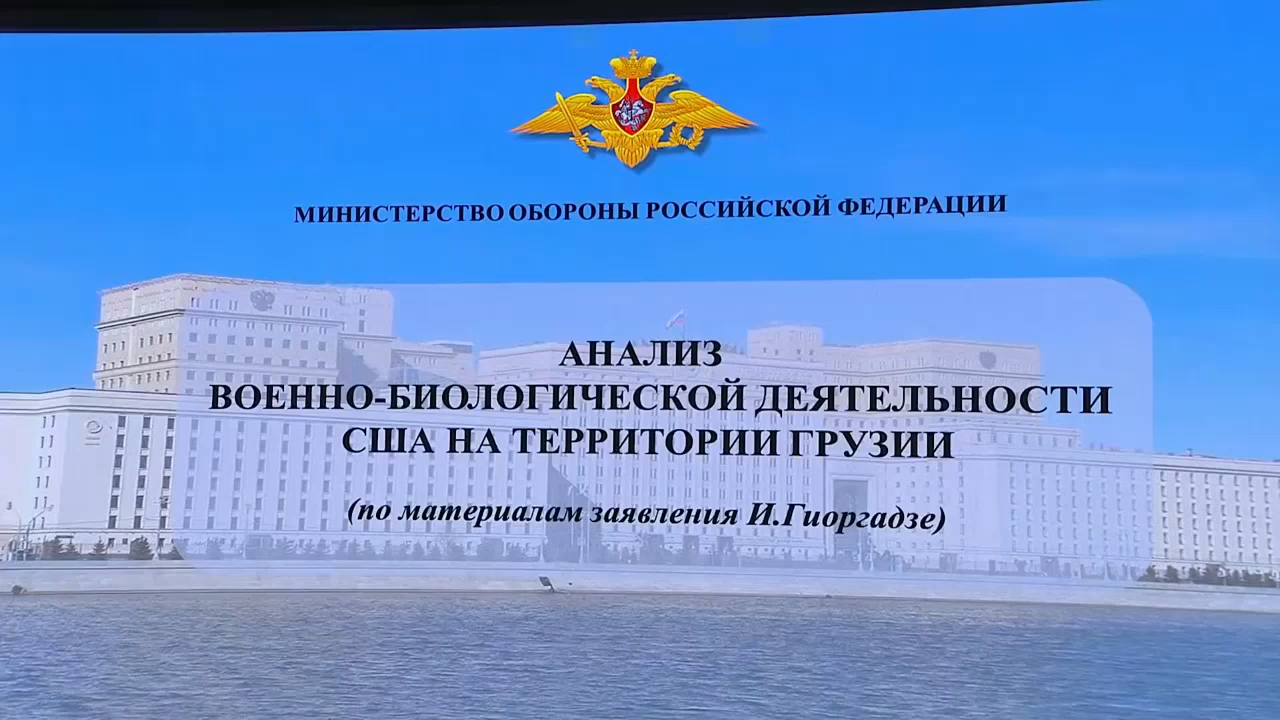 МИНИСТЕРСТВО ОБОРОНЫ РОССИЙСКОЙ ФЕДЕРАЦИИ
АНАЛИЗ
ВОЕННО-БИОЛОГИЧЕСКОЙ ДЕЯТЕЛЬНОСТИ
США НА ТЕРРИТОРИИ ГРУЗИИ
(по материалам заявления И.Гиоргадзе)